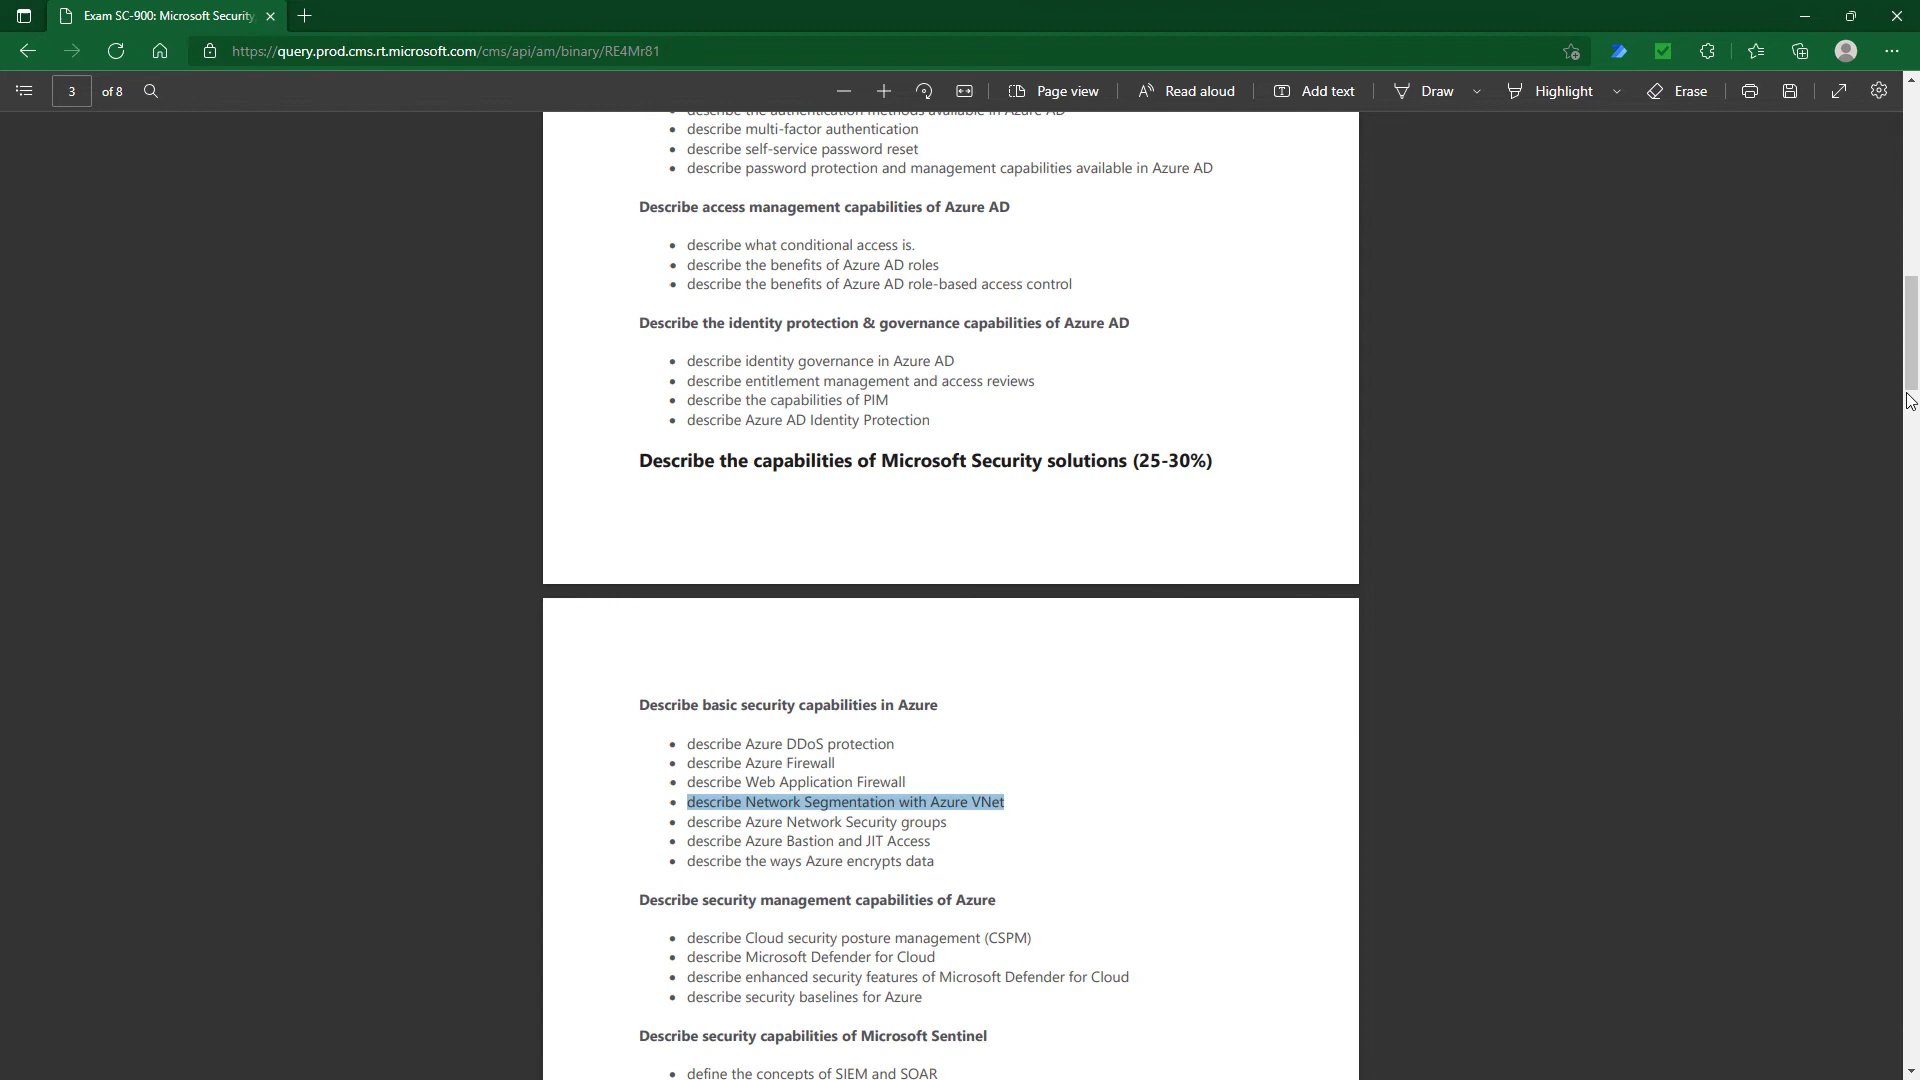 Exam SC-900: Microsoft Security,
https://query.prod.cms.rt.microsoft.com/cms/api/am/binary/RE4Mr81
3 of 8 Page view Read aloud Add text Draw Highlight Erase
describe the authentication methods available in Azure AD
• describe multi-factor authentication
• describe self-service password reset
• describe password protection and management capabilities available in Azure AD
Describe access management capabilities of Azure AD
• describe what conditional access is.
• describe the benefits of Azure AD roles
• describe the benefits of Azure AD role-based access control
Describe the identity protection & governance capabilities of Azure AD
• describe identity governance in Azure AD
• describe entitlement management and access reviews
• describe the capabilities of PIM
• describe Azure AD Identity Protection
Describe the capabilities of Microsoft Security solutions (25-30%)
Describe basic security capabilities in Azure
• describe Azure DDoS protection
• describe Azure Firewall
• describe Web Application Firewall
• describe Network Segmentation with Azure VNet
• describe Azure Network Security groups
• describe Azure Bastion and JIT Access
• describe the ways Azure encrypts data
Describe security management capabilities of Azure
• describe Cloud security posture management (CSPM)
• describe Microsoft Defender for Cloud
• describe enhanced security features of Microsoft Defender for Cloud
• describe security baselines for Azure
Describe security capabilities of Microsoft Sentinel
• define the concepts of SIEM and SOAR